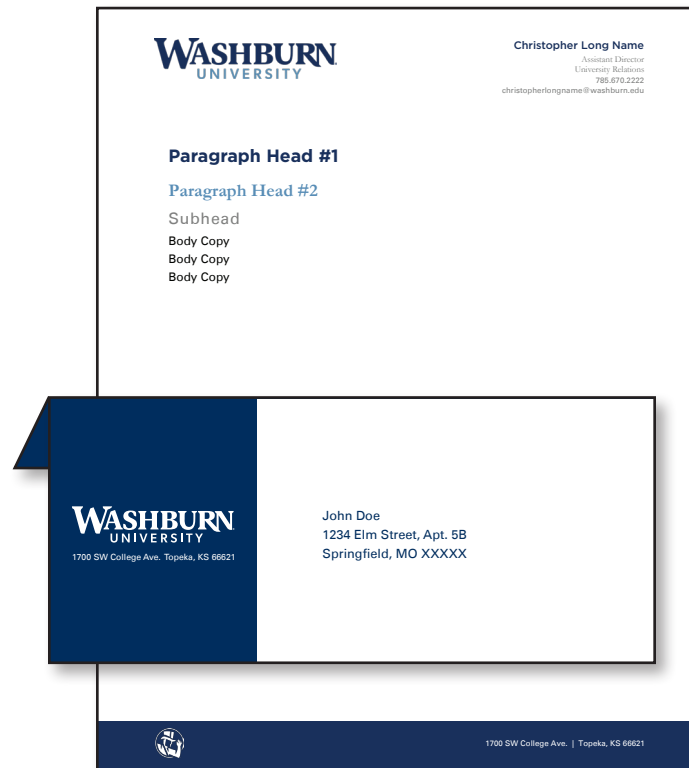 WASHBURN
UNIVERSITY
Christopher Long Name
Assistant Director
University Relations
785.670.2222
christopherlongname@washburn.edu
Paragraph Head #1
Paragraph Head #2
Subhead
Body Copy
Body Copy
Body Copy
WASHBURN
UNIVERSITY
1700 SW College Ave. Topeka, KS 66621
John Doe
1234 Elm Street, Apt. 5B
Springfield, MO XXXXX
1700 SW College Ave. | Topeka, KS 66621